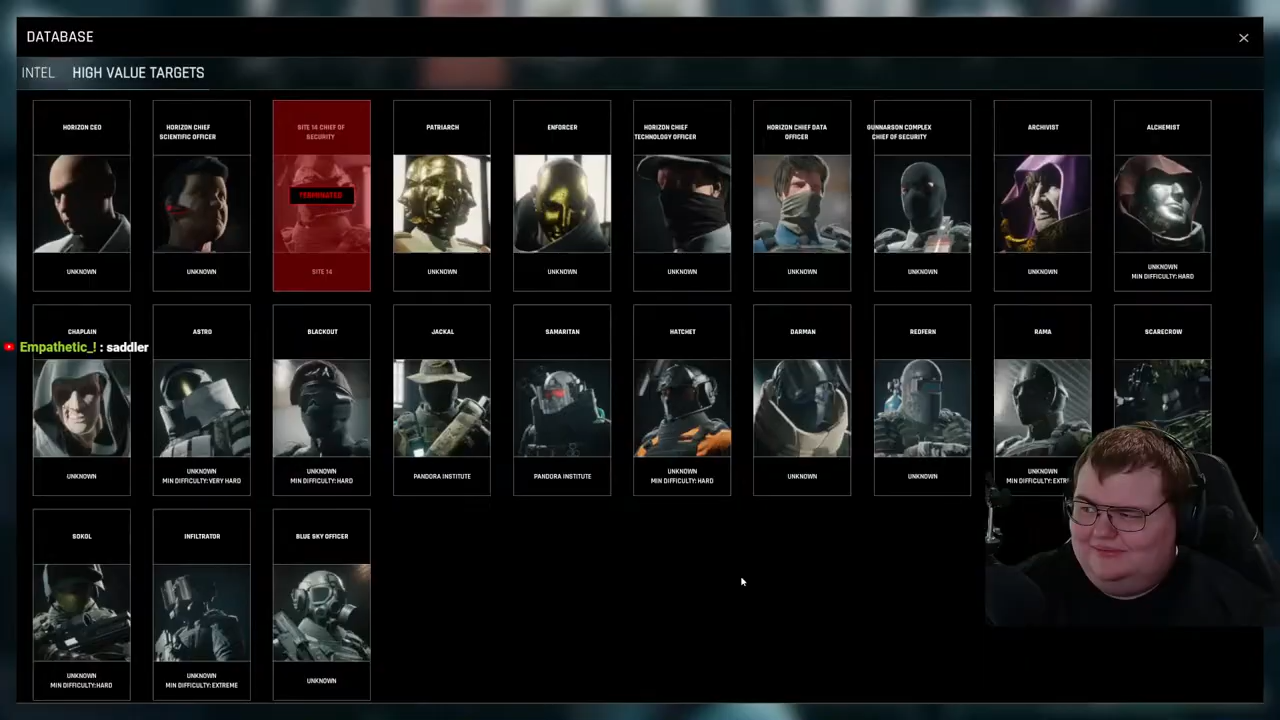 DATABASE
INTEL HIGH VALUE TARGETS
HORIZON CEO
HORIZON CHIEF
SCIENTIFIC OFFICER
SITE 14 CHIEF OF
SECURITY
PATRIARCH
ENFORCER
HORIZON CHIEF
TECHNOLOGY OFFICER
HORIZON CHIEF DATA
OFFICER
GUNNARSON COMPLEX
CHIEF OF SECURITY
ARCHIVIST
ALCHEMIST
TERMINATED
UNKNOWN
UNKNOWN
SITE 14
UNKNOWN
UNKNOWN
UNKNOWN
UNKNOWN
UNKNOWN
UNKNOWN
UNKNOWN
MIN DIFFICULTY: HARD
CHAPLAIN
ASTRO
BLACKOUT
JACKAL
SAMARITAN
HATCHET
DARMAN
REDFERN
RAMA
SCARECROW
Empathetic_! : saddler
UNKNOWN
UNKNOWN
MIN DIFFICULTY: VERY HARD
UNKNOWN
MIN DIFFICULTY: HARD
PANDORA INSTITUTE
PANDORA INSTITUTE
UNKNOWN
MIN DIFFICULTY: HARD
UNKNOWN
UNKNOWN
UNKNOWN
MIN DIFFICULTY: EXTR
SOKOL
INFILTRATOR
BLUE SKY OFFICER
UNKNOWN
MIN DIFFICULTY:HARD
UNKNOWN
MIN DIFFICULTY: EXTREME
UNKNOWN